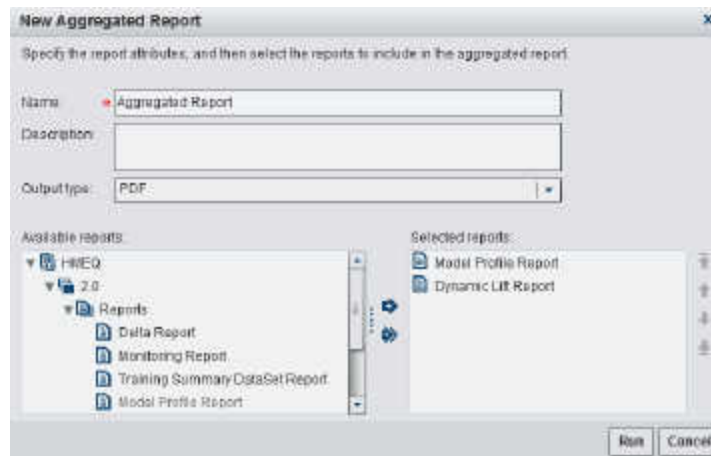 New Aggregated Report
Specify the report attributes, and then select the reports to include in the aggregated report.
Name: * Aggregated Report
Description:
Output type: PDF
Available reports:
HMEQ
2.0
Reports
Delta Report
Monitoring Report
Training Summary DataSet Report
Model Profile Report
Selected reports:
Model Profile Report
Dynamic Lift Report
Run Cancel